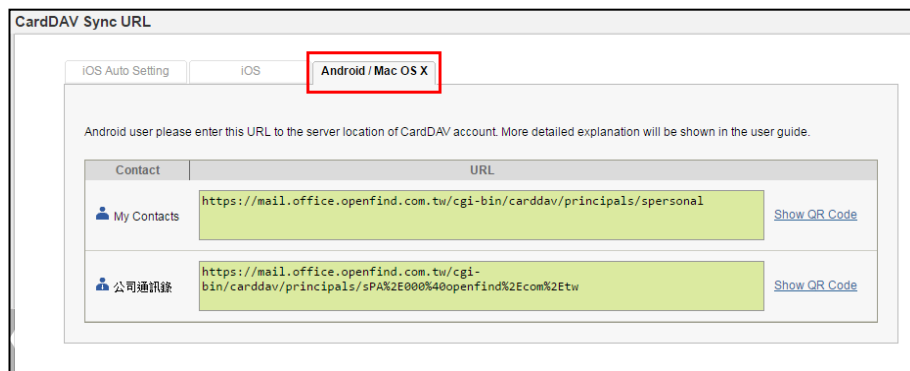 CardDAV Sync URL
iOS Auto Setting iOS Android / Mac OS X
Android user please enter this URL to the server location of CardDAV account. More detailed explanation will be shown in the user guide.
Contact URL
My Contacts https://mail.office.openfind.com.tw/cgi-bin/carddav/principals/spersonal Show QR Code
https://mail.office.openfind.com.tw/cgi-
公司通訊錄 bin/carddav/principals/sPA%2E000%40openfind%2Ecom%2Etw Show QR Code